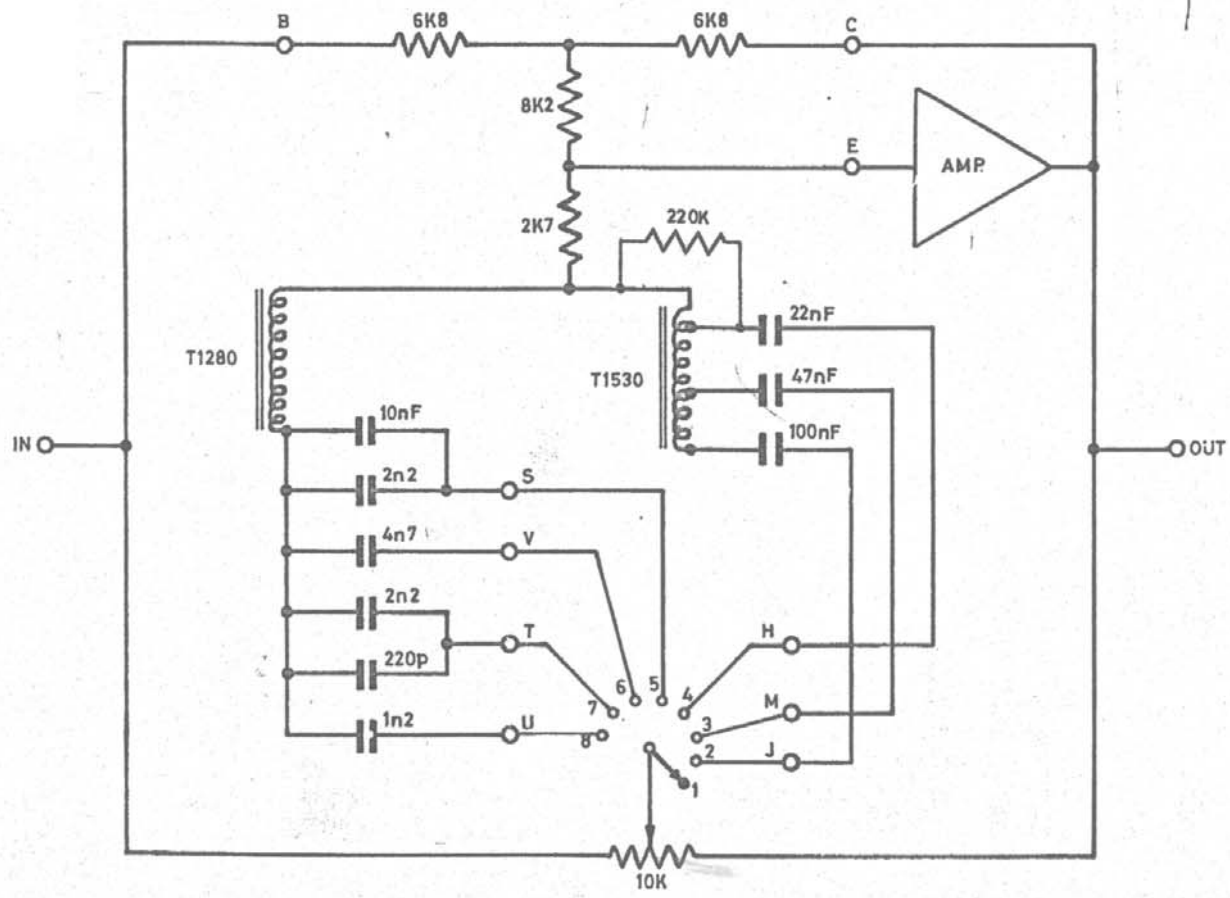 B
6K8
6K8
C
8K2
E
AMP.
2K7
220K
T1280
T1530
22nF
47nF
100nF
10nF
IN
OUT
2n2
S
4n7
V
2n2
T
220p
H
1n2
U
M
J
1
2
3
4
5
6
7
8
10K